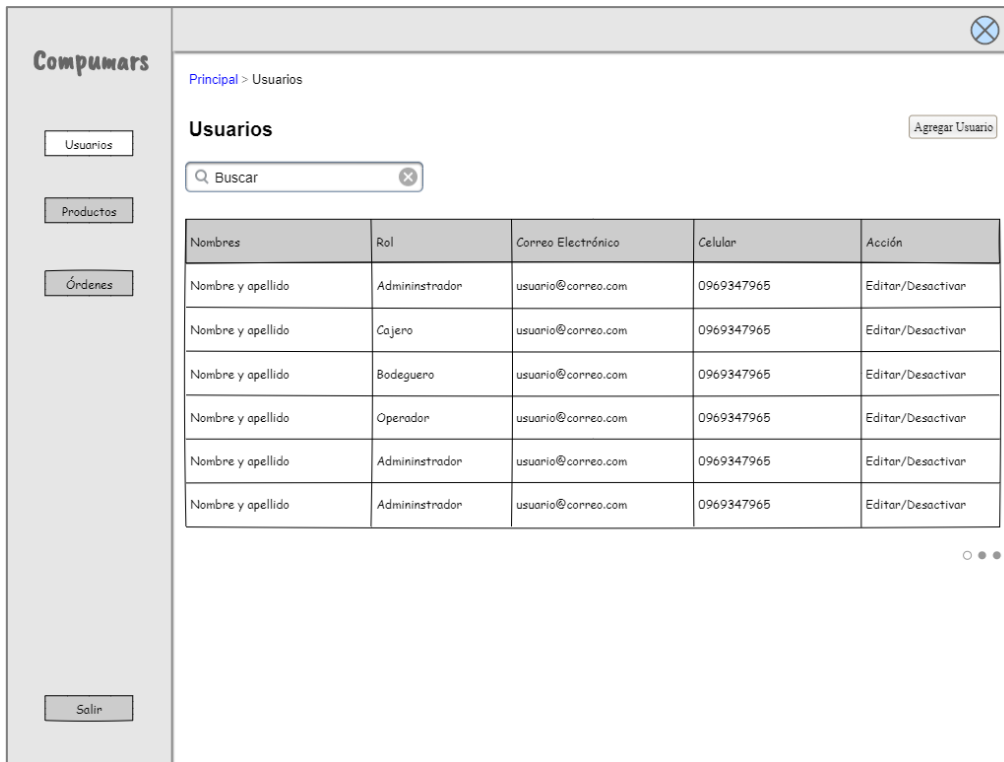 Compumars
Usuarios
Productos
Órdenes
Salir
Principal > Usuarios
Usuarios
Agregar Usuario
Buscar
Nombres Rol Correo Electrónico Celular Acción
Nombre y apellido Admininstrador usuario@correo.com 0969347965 Editar/Desactivar
Nombre y apellido Cajero usuario@correo.com 0969347965 Editar/Desactivar
Nombre y apellido Bodeguero usuario@correo.com 0969347965 Editar/Desactivar
Nombre y apellido Operador usuario@correo.com 0969347965 Editar/Desactivar
Nombre y apellido Admininstrador usuario@correo.com 0969347965 Editar/Desactivar
Nombre y apellido Admininstrador usuario@correo.com 0969347965 Editar/Desactivar